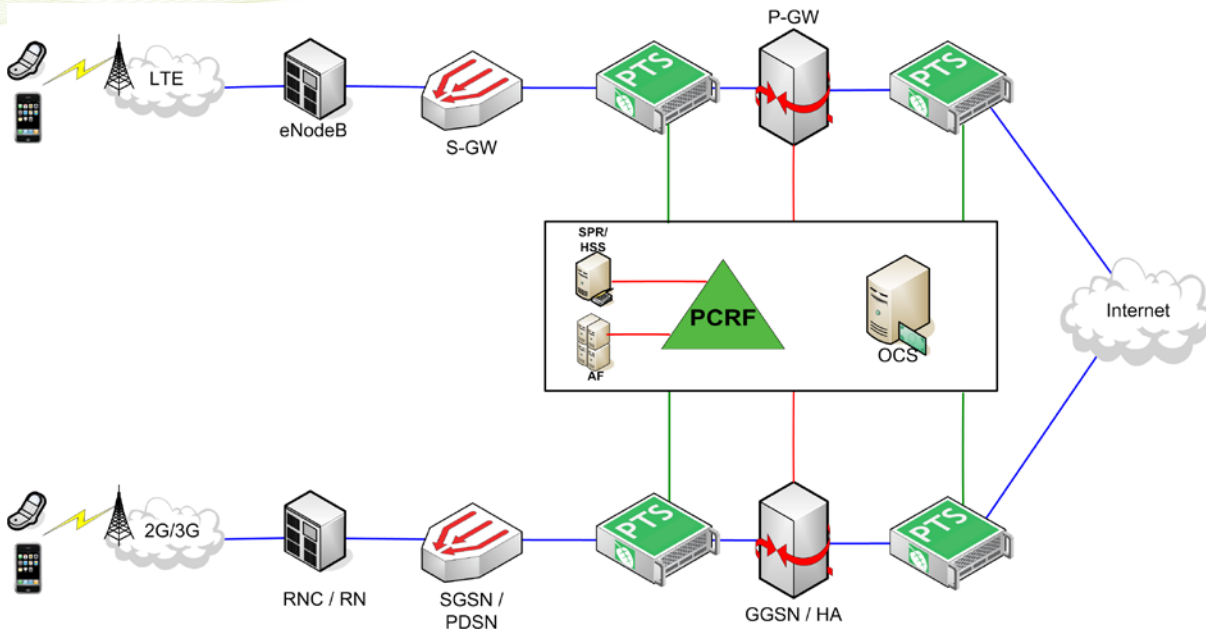 P-GW
LTE
PTS
PTS
eNodeB
S-GW
SPR/
HSS
PCRF
AF
OCS
Internet
2G/3G
PTS
PTS
RNC / RN
SGSN /
PDSN
GGSN / HA